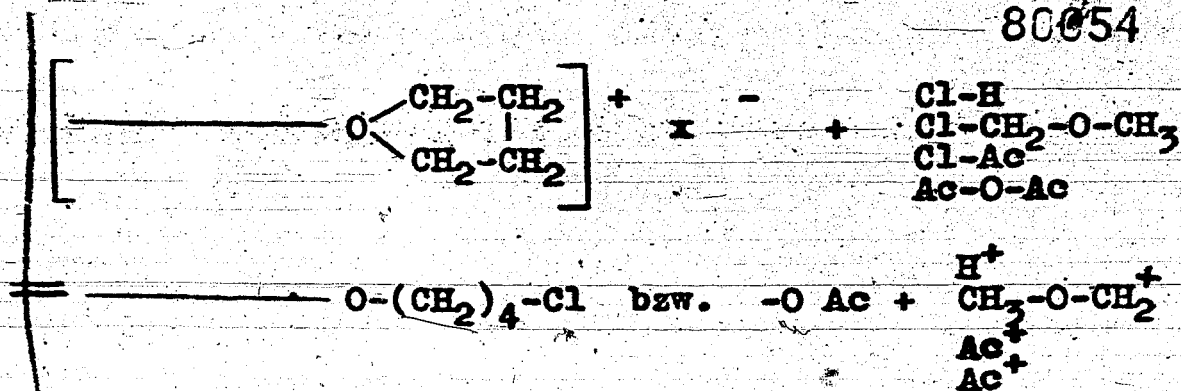 80054
[ ——— O CH2-CH2 CH2-CH2 ]+ x- + Cl-H
Cl-CH2-O-CH3
Cl-Ac
Ac-O-Ac
——— O-(CH2)4-Cl bzw. -O Ac + H+
CH3-O-CH2+
Ac+
Ac+